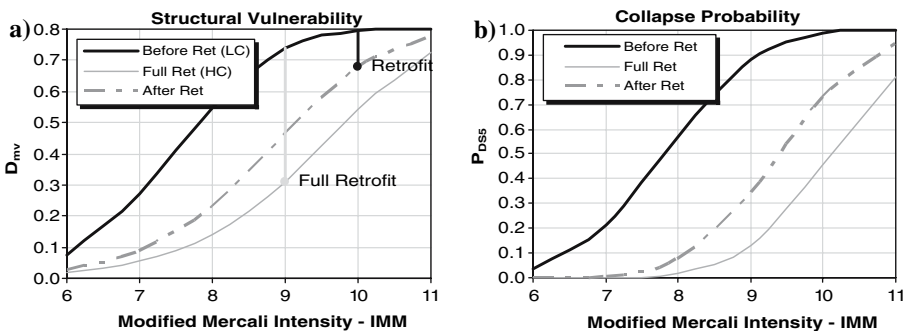 a)
Structural Vulnerability
0.8
0.7
0.6
0.5
0.4
0.3
0.2
0.1
0.0
D_mv
Before Ret (LC)
Full Ret (HC)
After Ret
Retrofit
Full Retrofit
6 7 8 9 10 11
Modified Mercali Intensity - IMM
b)
Collapse Probability
1.0
0.9
0.8
0.7
0.6
0.5
0.4
0.3
0.2
0.1
0.0
P_DS5
Before Ret
Full Ret
After Ret
6 7 8 9 10 11
Modified Mercali Intensity - IMM